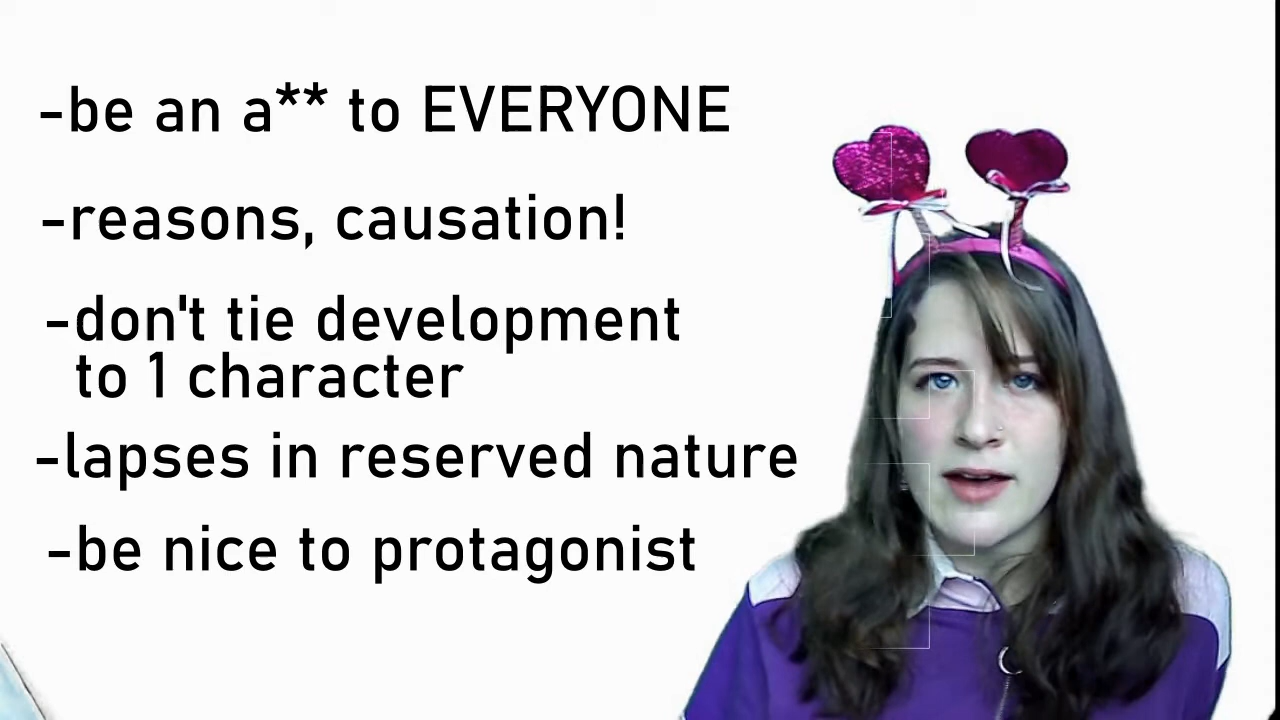 -be an a** to EVERYONE
-reasons, causation!
-don't tie development
to 1 character
-lapses in reserved nature
-be nice to protagonist